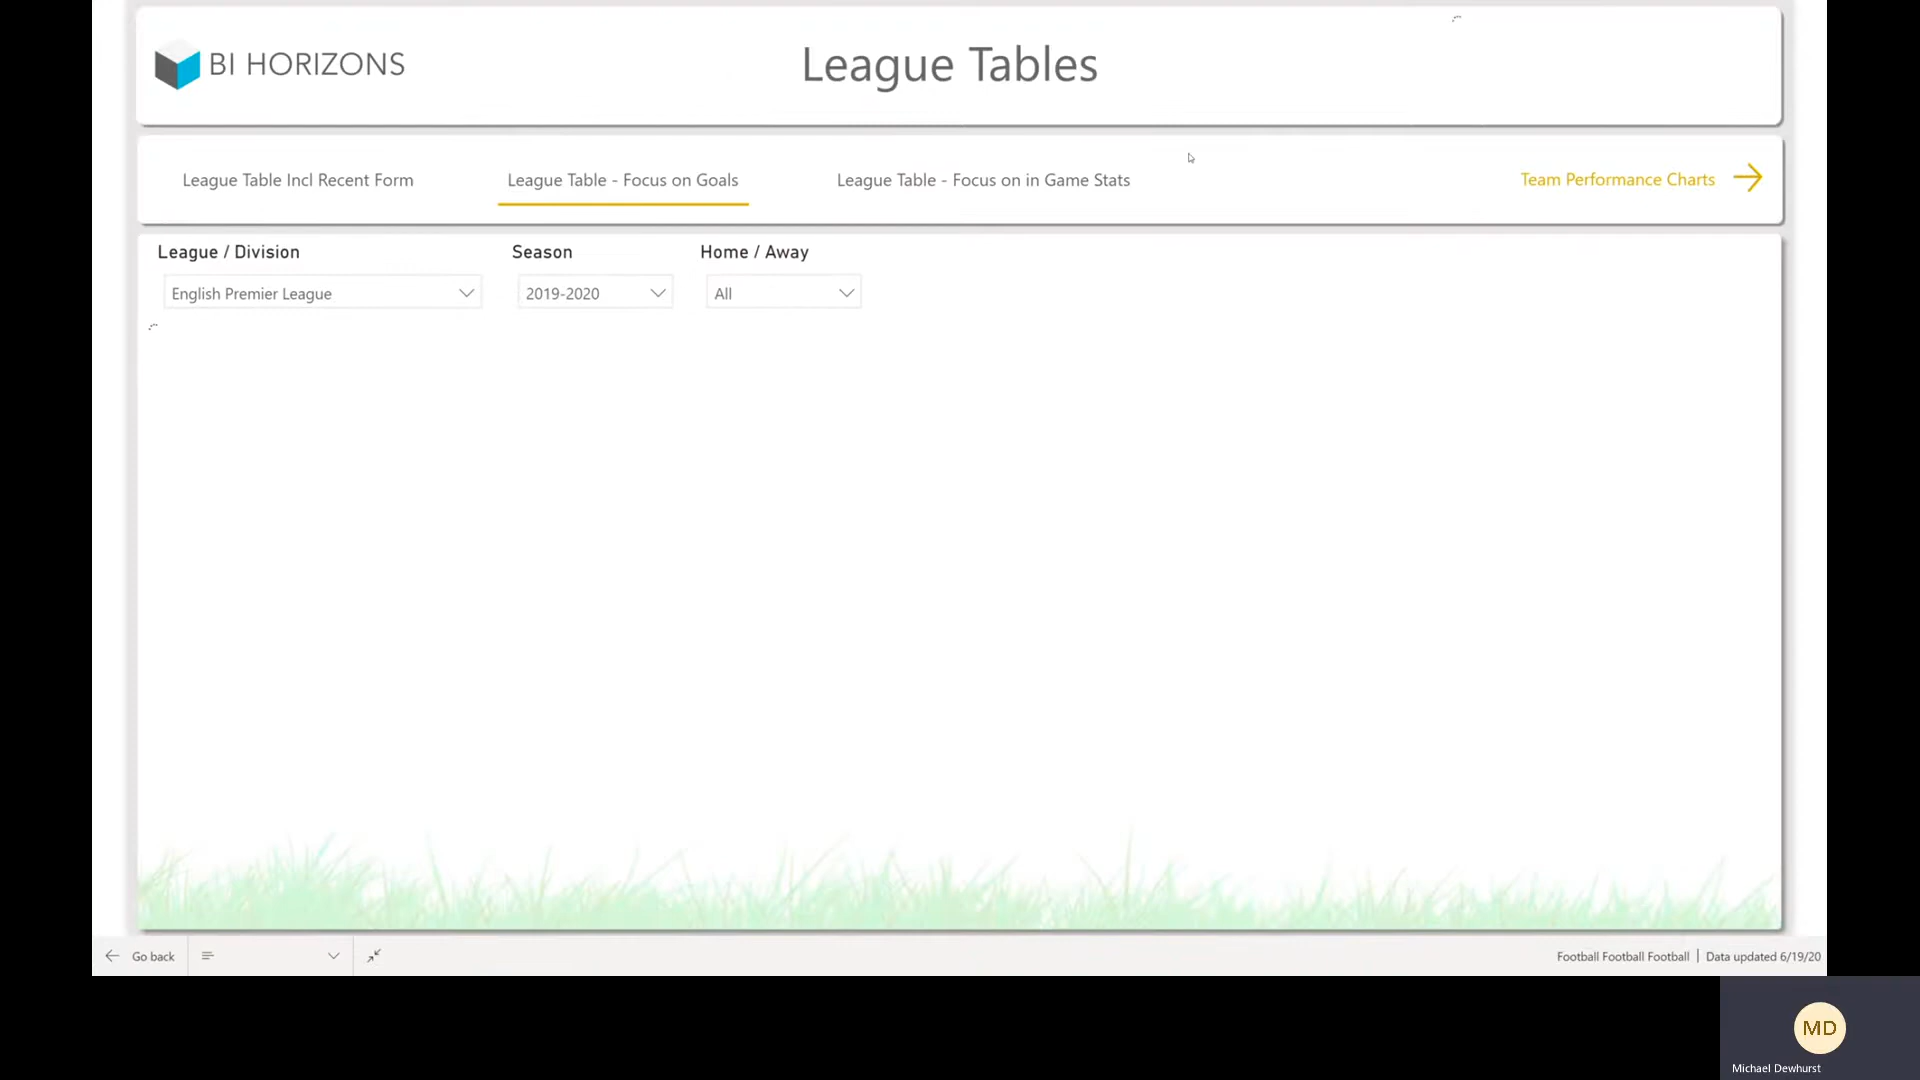 BI HORIZONS
League Tables
League Table Incl Recent Form
League Table - Focus on Goals
League Table - Focus on in Game Stats
Team Performance Charts
League / Division
Season
Home / Away
English Premier League
2019-2020
All
Go back
Football Football Football | Data updated 6/19/20
MD
Michael Dewhurst